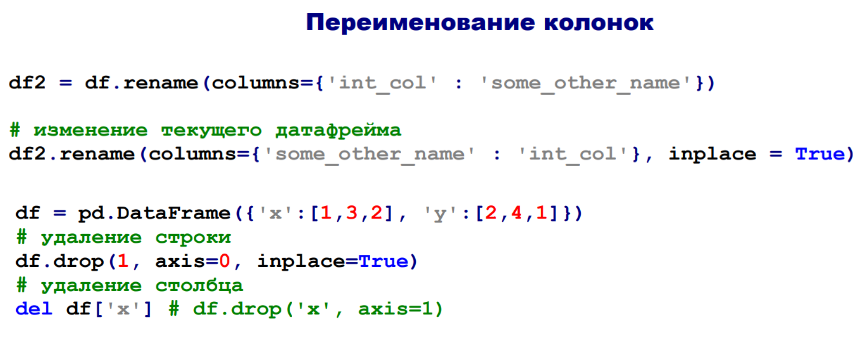 Переименование колонок
df2 = df.rename(columns={'int_col' : 'some_other_name'})
# изменение текущего датафрейма
df2.rename(columns={'some_other_name' : 'int_col'}, inplace = True)
df = pd.DataFrame({'x':[1,3,2], 'y':[2,4,1]})
# удаление строки
df.drop(1, axis=0, inplace=True)
# удаление столбца
del df['x'] # df.drop('x', axis=1)